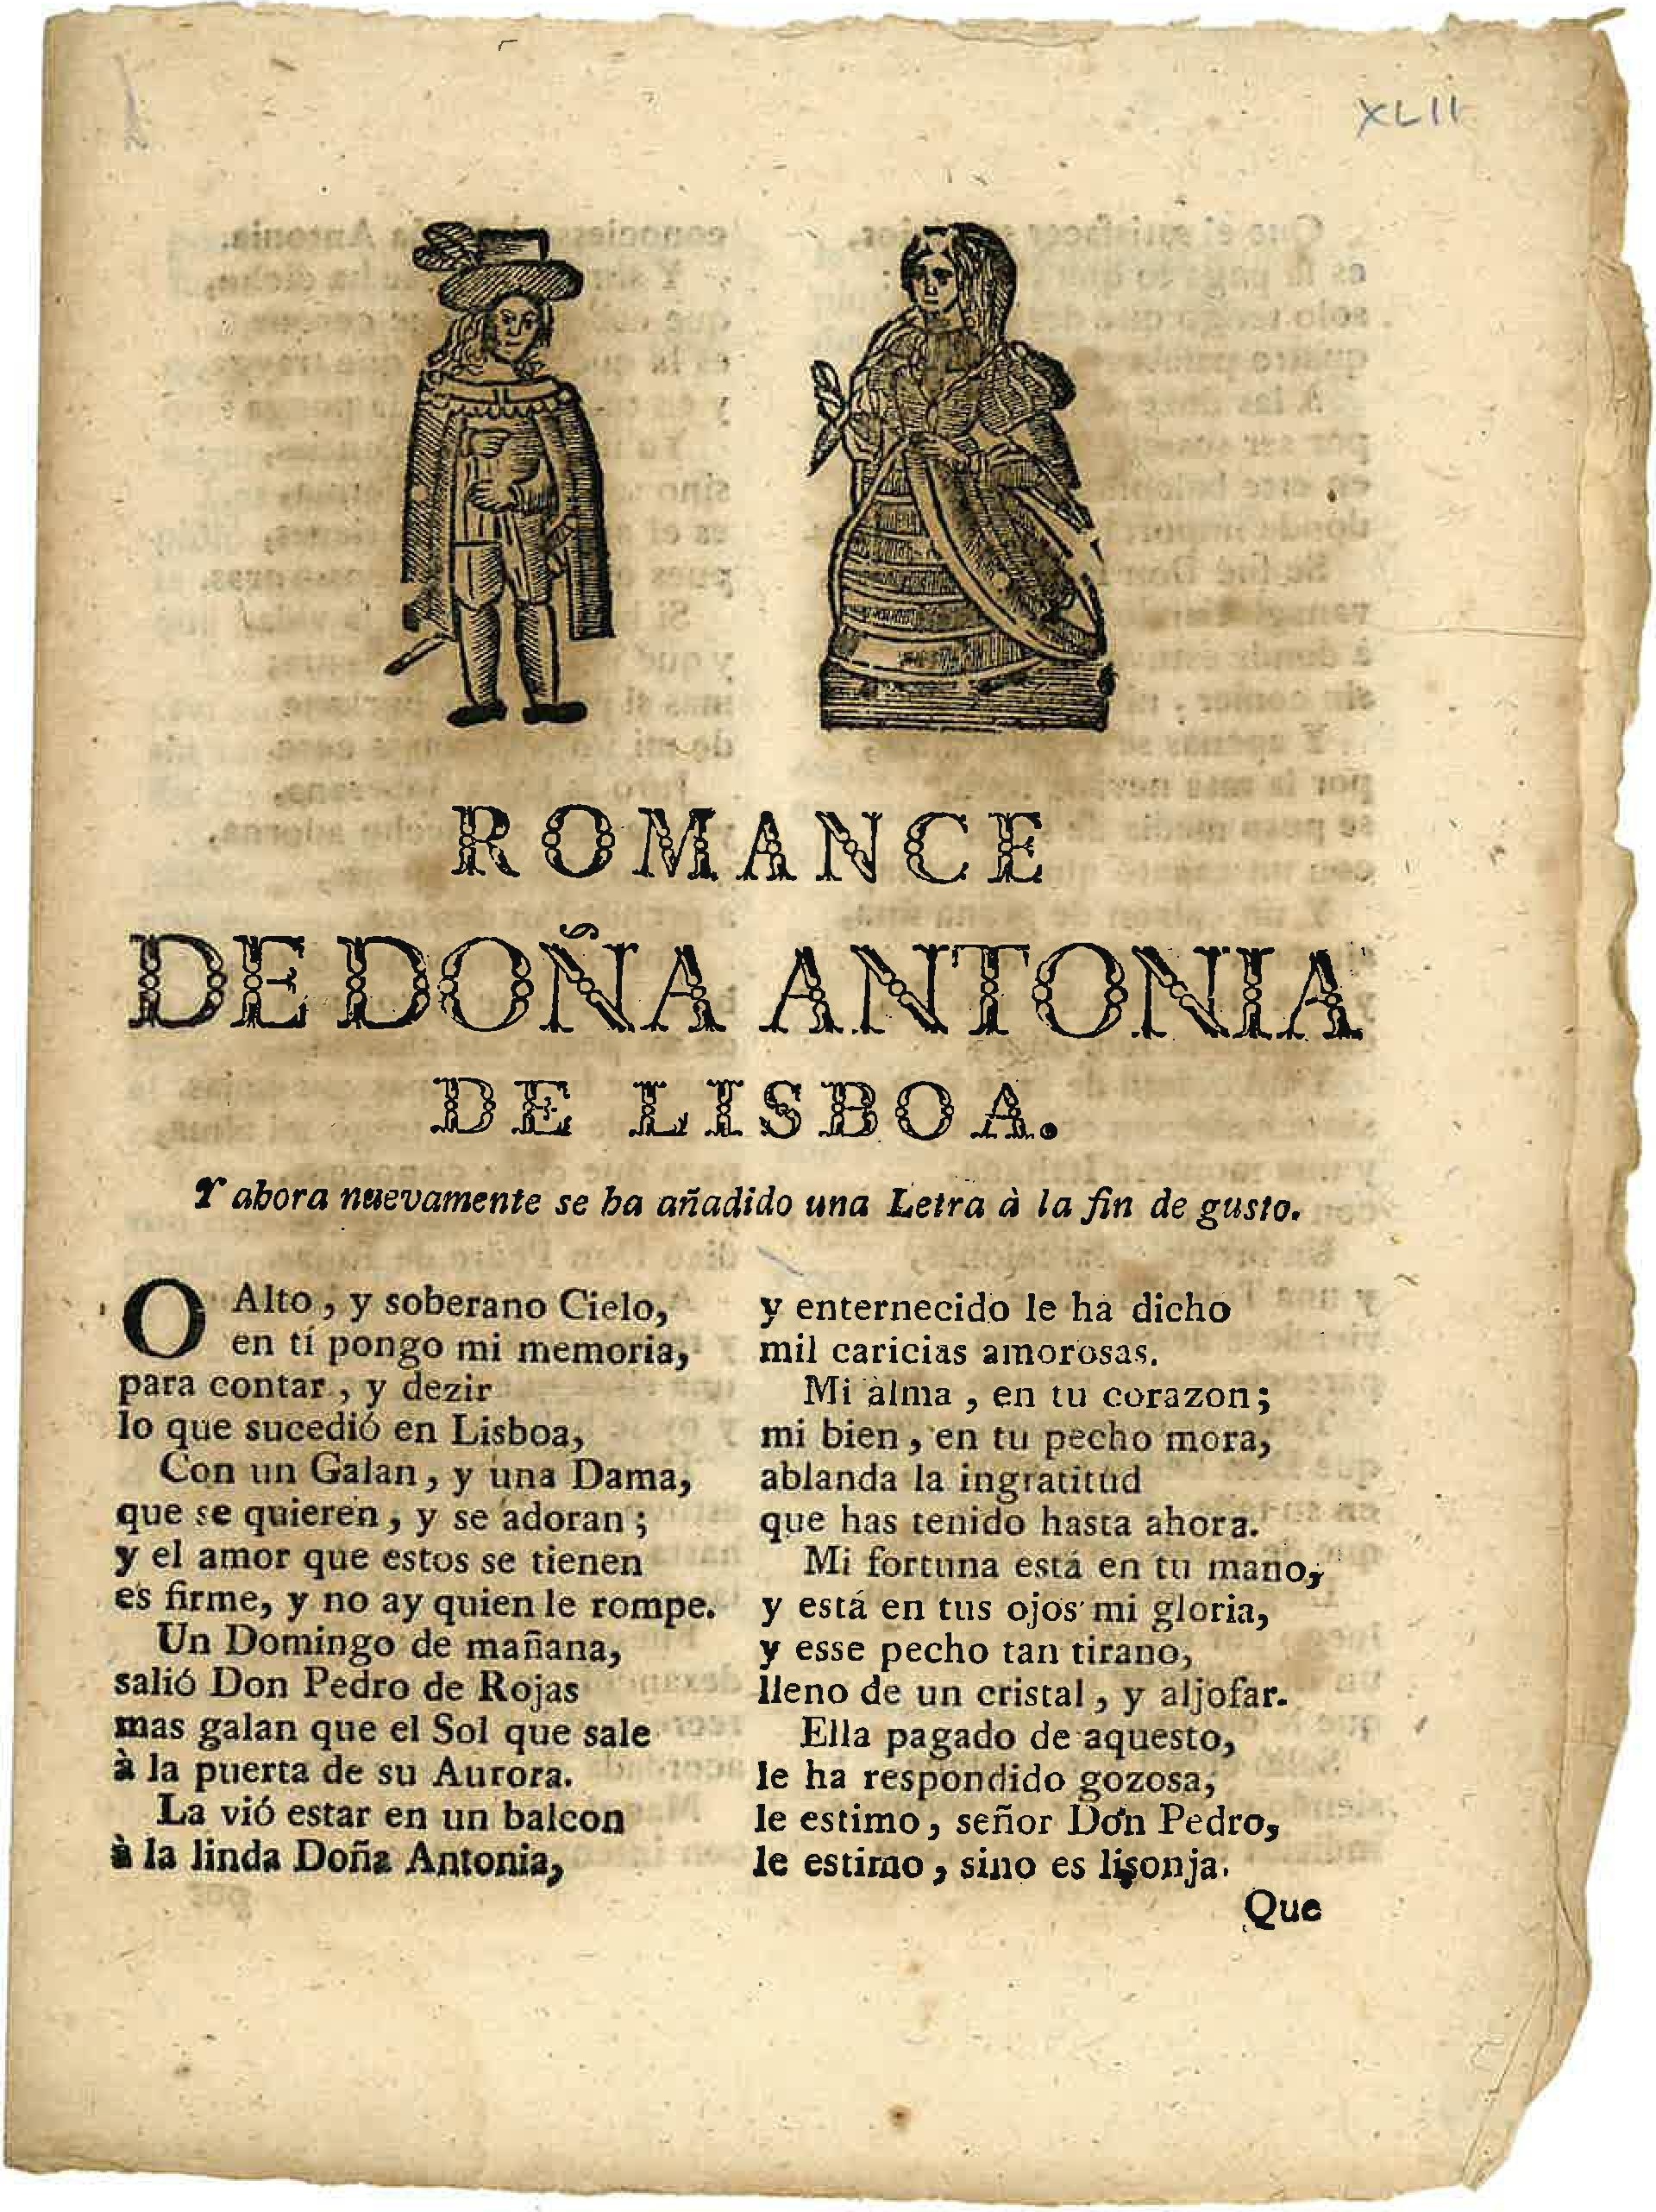 XLII
ROMANCE
DE DOÑA ANTONIA
DE LISBOA.
Y ahora nuevamente se ha añadido una Letra à la fin de gusto.
O Alto, y soberano Cielo,
en tí pongo mi memoria,
para contar, y dezir
lo que sucedió en Lisboa,
Con un Galan, y una Dama,
que se quieren, y se adoran;
y el amor que estos se tienen
es firme, y no ay quien le rompe.
Un Domingo de mañana,
salió Don Pedro de Rojas
mas galan que el Sol que sale
à la puerta de su Aurora.
La vió estar en un balcon
à la linda Doña Antonia,
y enternecido le ha dicho
mil caricias amorosas.
Mi alma, en tu corazon;
mi bien, en tu pecho mora,
ablanda la ingratitud
que has tenido hasta ahora.
Mi fortuna está en tu mano,
y está en tus ojos mi gloria,
y esse pecho tan tirano,
lleno de un cristal, y aljofar.
Ella pagado de aquesto,
le ha respondido gozosa,
le estimo, señor Don Pedro,
le estimo, sino es lisonja.
Que